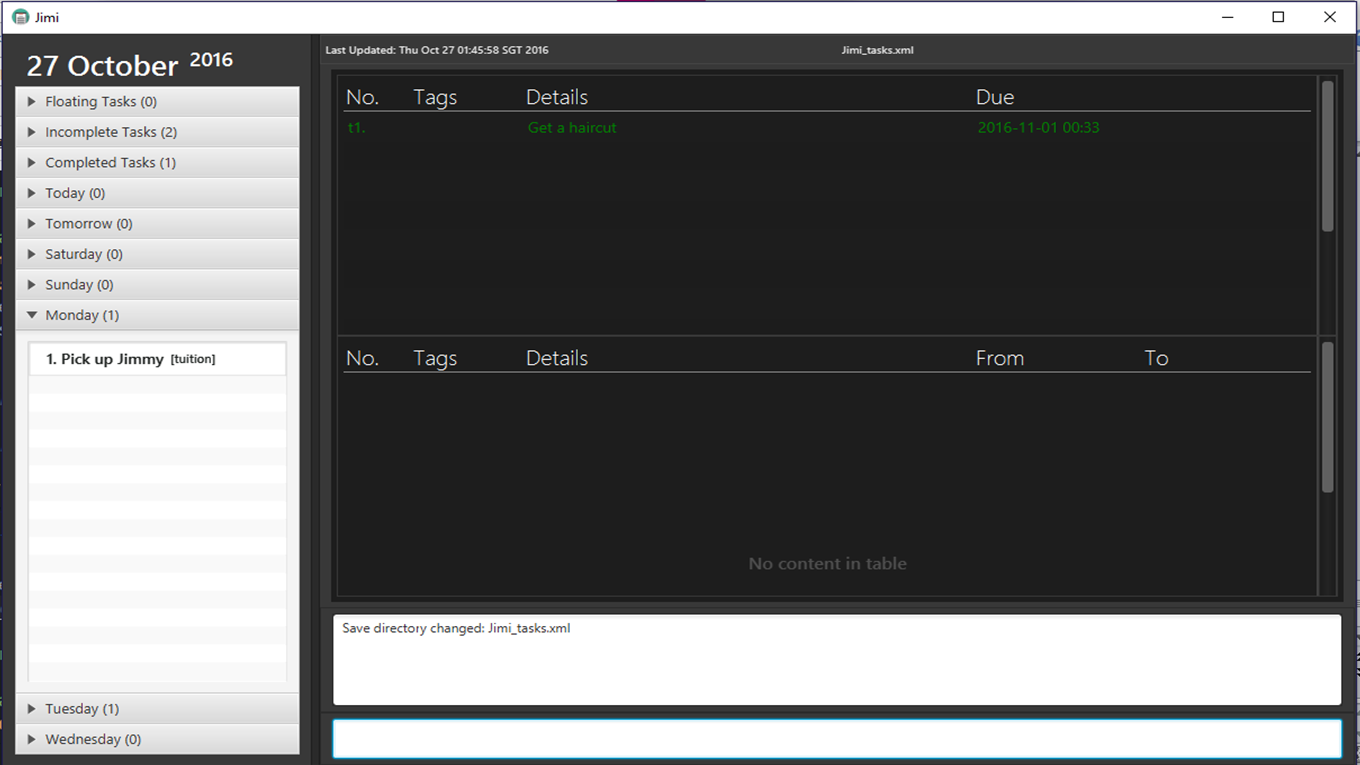 Jimi
27 October 2016
Floating Tasks (0)
Incomplete Tasks (2)
Completed Tasks (1)
Today (0)
Tomorrow (0)
Saturday (0)
Sunday (0)
Monday (1)
1. Pick up Jimmy [tuition]
Tuesday (1)
Wednesday (0)
Last Updated: Thu Oct 27 01:45:58 SGT 2016 Jimi_tasks.xml
No. Tags Details Due
t1. Get a haircut 2016-11-01 00:33
No. Tags Details From To
No content in table
Save directory changed: Jimi_tasks.xml